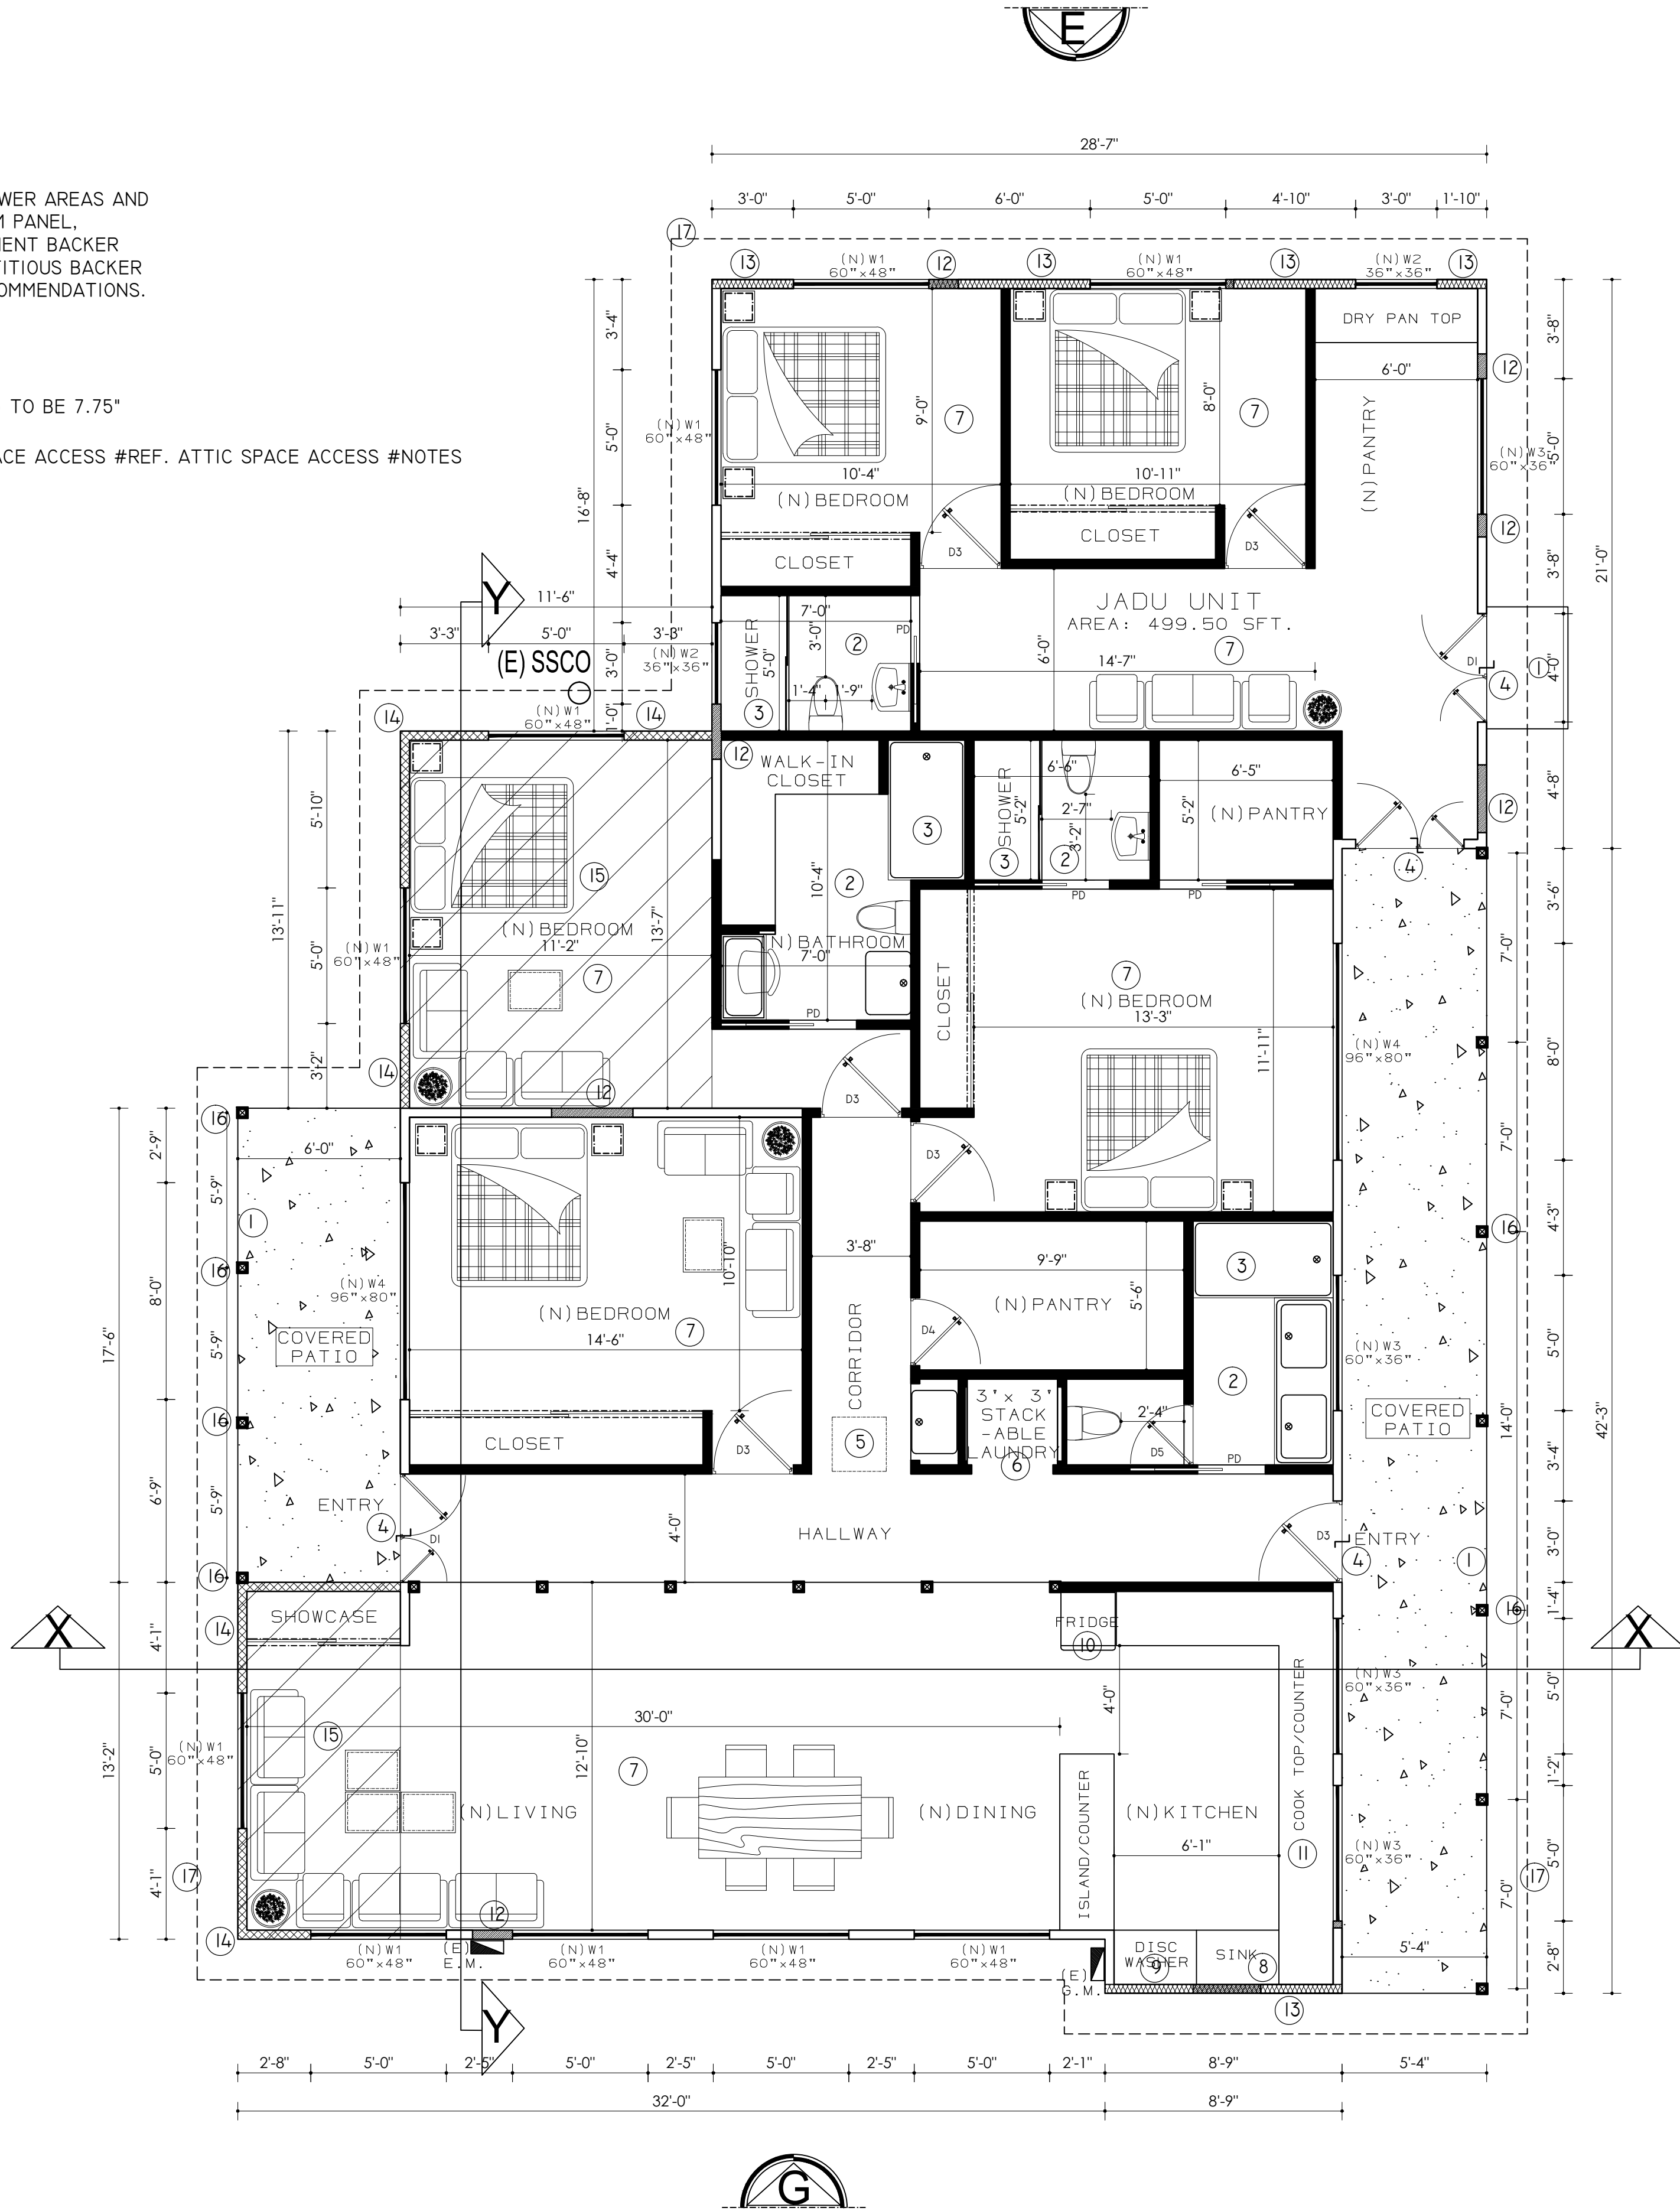 E
WER AREAS AND
M PANEL,
MENT BACKER
TITIOUS BACKER
OMMENDATIONS.
TO BE 7.75"
ACE ACCESS #REF. ATTIC SPACE ACCESS #NOTES
28'-7"
3'-0" 5'-0" 6'-0" 5'-0" 4'-10" 3'-0" 1'-10"
17
13 (N)W1 60"x48" 12 13 (N)W1 60"x48" 13 (N)W2 36"x36" 13
DRY PAN TOP
3'-4"
5'-0"
4'-4"
3'-0"
1'-0"
16'-8"
(N)W1
60"x48"
9'-0"
7
10'-4"
(N)BEDROOM
CLOSET
D3
8'-0"
7
10'-11"
(N)BEDROOM
CLOSET
D3
6'-0"
(N)PANTRY
12
(N)W3
60"x36"
12
3'-8"
5'-0"
3'-8"
4'-0"
4'-8"
21'-0"
Y
11'-6"
3'-3" 5'-0" 3'-3"
(E) SSCO
(N)W2
36"x36"
SHOWER
5'-0"
3
7'-0"
3'-0"
2
PD
1'-4" 1'-9"
JADU UNIT
AREA: 499.50 SFT.
7
6'-0"
14'-7"
D1
4
1
14 (N)W1 60"x48" 14
12
WALK-IN
CLOSET
3
2
10'-4"
(N)BATHROOM
7'-0"
PD
SHOWER
5'-2"
6'-6"
2'-7"
3'-2"
3
2
PD
6'-5"
5'-2"
(N)PANTRY
PD
12
4
13'-11"
5'-10"
5'-0"
3'-2"
(N)W1
60"x48"
15
(N)BEDROOM
11'-2"
13'-7"
7
14
12
D3
CLOSET
7
(N)BEDROOM
13'-3"
11'-11"
D3
(N)W4
96"x80"
3'-6"
8'-0"
4'-3"
5'-0"
3'-4"
3'-0"
1'-4"
5'-0"
1'-2"
5'-0"
2'-8"
42'-3"
7'-0"
7'-0"
14'-0"
7'-0"
7'-0"
16
16
16
16
16
6'-0"
1
5'-9"
5'-9"
5'-9"
2'-9"
8'-0"
6'-9"
17'-6"
(N)W4
96"x80"
COVERED
PATIO
ENTRY
4
D1
10'-10"
(N)BEDROOM
14'-6"
7
CLOSET
D3
3'-8"
CORRIDOR
5
9'-9"
(N)PANTRY
5'-6"
D4
3
2
3' x 3'
STACK
-ABLE
LAUNDRY
6
2'-4"
D5
PD
(N)W3
60"x36"
COVERED
PATIO
4'-0"
HALLWAY
D3
ENTRY
4
1
16
X
SHOWCASE
14
FRIDGE
10
X
4'-1"
5'-0"
4'-1"
13'-2"
(N)W1
60"x48"
15
30'-0"
12'-10"
7
(N)LIVING
(N)DINING
4'-0"
ISLAND/COUNTER
(N)KITCHEN
6'-1"
COOK TOP/COUNTER
11
(N)W3
60"x36"
(N)W3
60"x36"
17
17
5'-4"
14
12
(N)W1
60"x48"
(E)
E.M.
(N)W1
60"x48"
(N)W1
60"x48"
(N)W1
60"x48"
(E)
G.M.
DISC
WASHER
9
SINK
8
13
Y
2'-8" 5'-0" 2'-5" 5'-0" 2'-5" 5'-0" 2'-5" 5'-0" 2'-1" 8'-9" 5'-4"
32'-0" 8'-9"
G